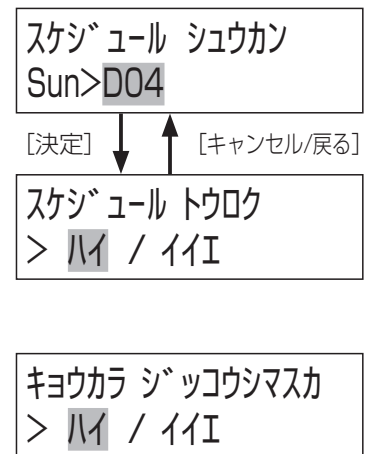 スケジュール シュウカン
Sun>D04
[決定] [キャンセル/戻る]
スケジュール トウロク
> ハイ / イイエ
キョウカラ ジッコウシマスカ
> ハイ / イイエ